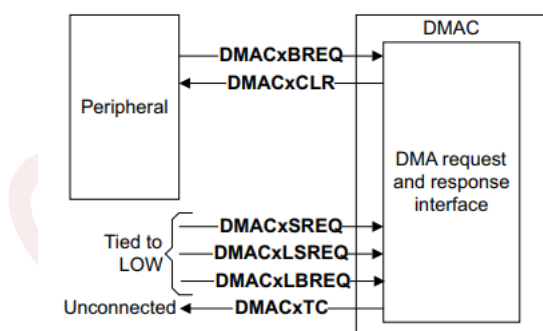 DMAC
DMACxBREQ
DMACxCLR
Peripheral
DMA request
and response
interface
DMACxSREQ
Tied to
LOW
DMACxLSREQ
DMACxLBREQ
Unconnected
DMACxTC